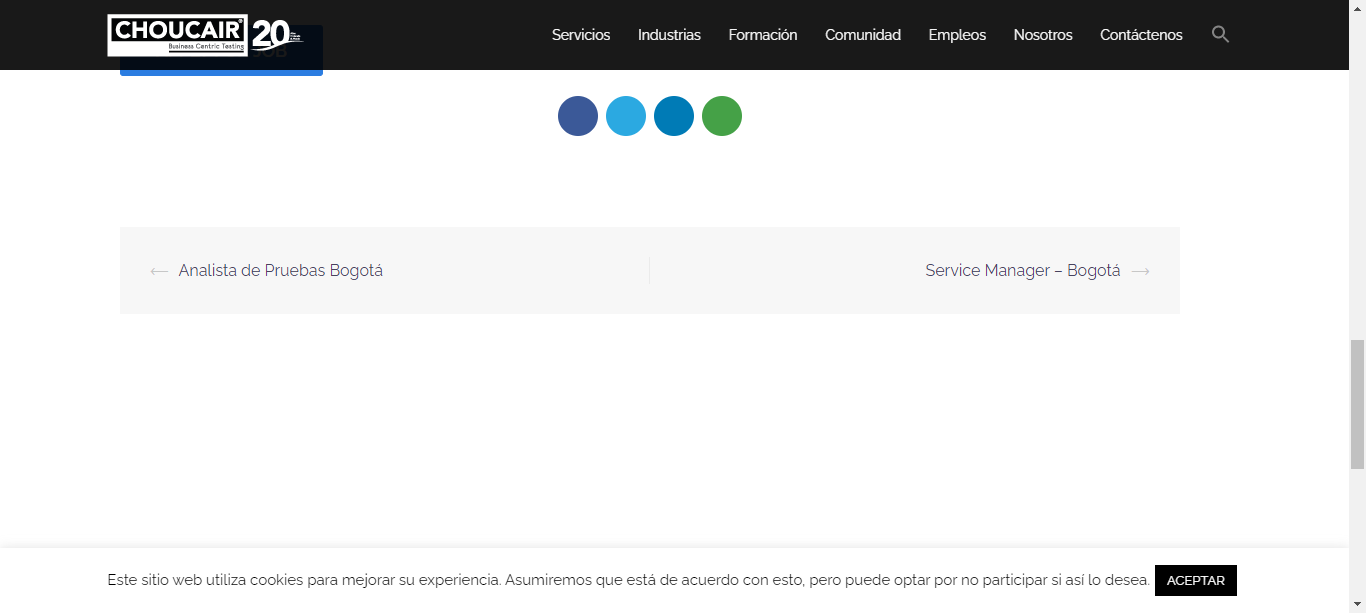 CHOUCAIR® 20
Business Centric Testing
Servicios Industrias Formación Comunidad Empleos Nosotros Contáctenos
JOB
← Analista de Pruebas Bogotá
Service Manager – Bogotá →
Este sitio web utiliza cookies para mejorar su experiencia. Asumiremos que está de acuerdo con esto, pero puede optar por no participar si así lo desea. ACEPTAR